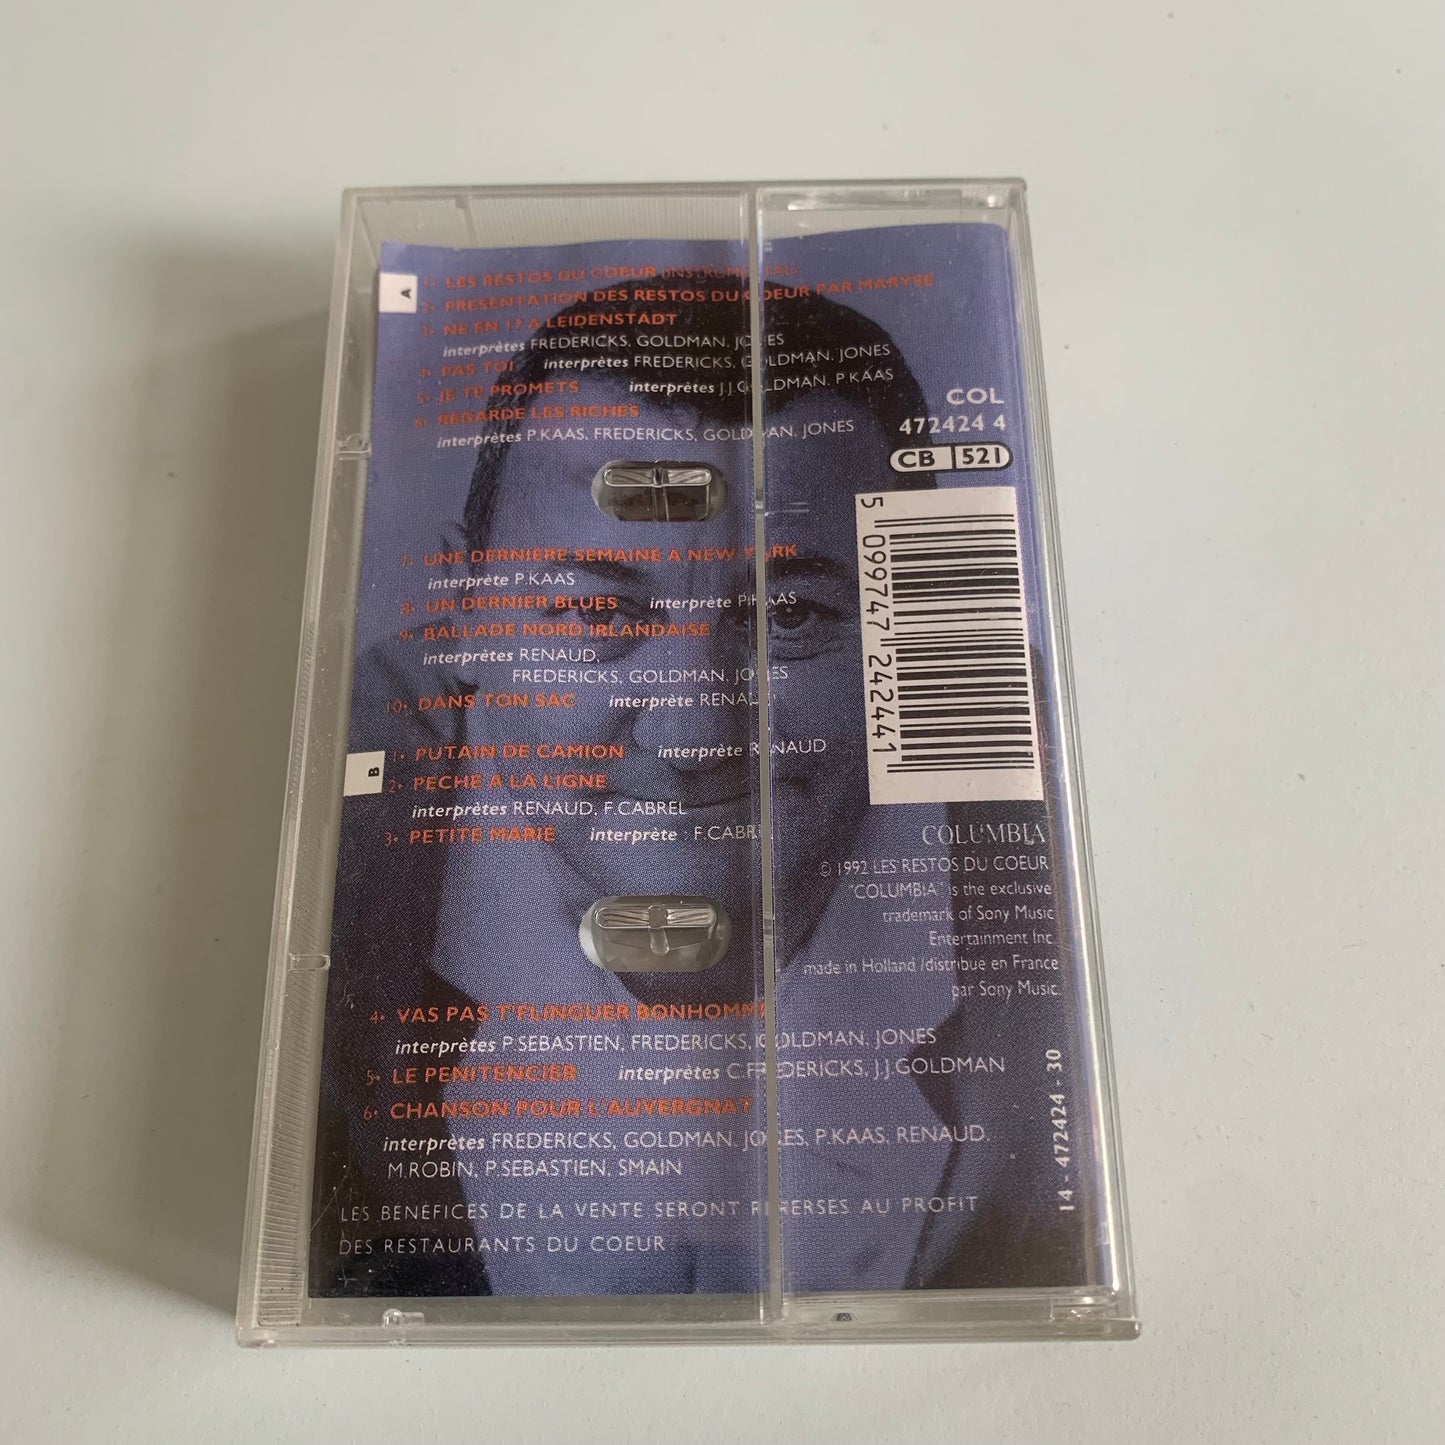 A
1• LES RESTOS DU COEUR (INSTRUMENTAL)
2• PRESENTATION DES RESTOS DU COEUR PAR MARYSE
3• NE EN 17 A LEIDENSTADT
interprètes FREDERICKS, GOLDMAN, JONES
4• PAS TOI interprètes FREDERICKS, GOLDMAN, JONES
5• JE TE PROMETS interprètes J.J.GOLDMAN, P.KAAS
6• REGARDE LES RICHES
interprètes P.KAAS, FREDERICKS, GOLDMAN, JONES
7• UNE DERNIERE SEMAINE A NEW YORK
interprète P.KAAS
8• UN DERNIER BLUES interprète P.KAAS
9• BALLADE NORD IRLANDAISE
interprètes RENAUD,
FREDERICKS, GOLDMAN, JONES
10• DANS TON SAC interprète RENAUD
B
1• PUTAIN DE CAMION interprète RENAUD
2• PECHE A LA LIGNE
interprètes RENAUD, F.CABREL
3• PETITE MARIE interprète F.CABREL
4• VAS PAS T'FLINGUER BONHOMME
interprètes P.SEBASTIEN, FREDERICKS, GOLDMAN, JONES
5• LE PENITENCIER interprètes C.FREDERICKS, J.J GOLDMAN
6• CHANSON POUR L'AUVERGNAT
interprètes FREDERICKS, GOLDMAN, JONES, P.KAAS, RENAUD,
M.ROBIN, P.SEBASTIEN, SMAIN
LES BENEFICES DE LA VENTE SERONT REVERSES AU PROFIT
DES RESTAURANTS DU COEUR
COL
472424 4
CB 521
5 099747 242441
COLUMBIA
© 1992 LES RESTOS DU COEUR
"COLUMBIA" is the exclusive
trademark of Sony Music
Entertainment Inc.
made in Holland /distribue en France
par Sony Music.
14 - 472424 - 30